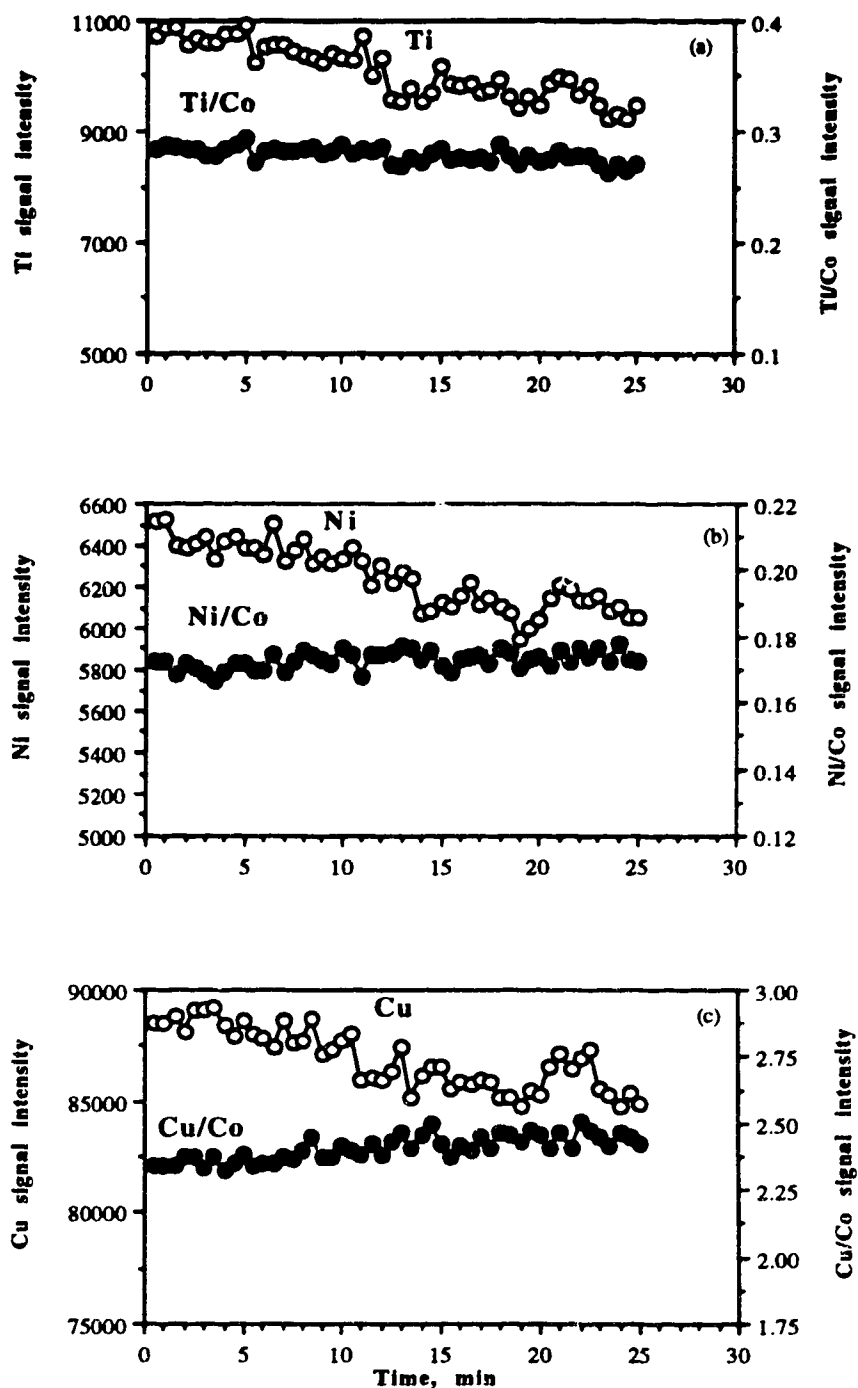 11000
9000
7000
5000
Ti signal intensity
Ti
(a)
Ti/Co
0.4
0.3
0.2
0.1
Ti/Co signal intensity
0 5 10 15 20 25 30
6600
6400
6200
6000
5800
5600
5400
5200
5000
Ni signal intensity
Ni
(b)
Ni/Co
0.22
0.20
0.18
0.16
0.14
0.12
Ni/Co signal intensity
0 5 10 15 20 25 30
90000
85000
80000
75000
Cu signal intensity
Cu
(c)
Cu/Co
3.00
2.75
2.50
2.25
2.00
1.75
Cu/Co signal intensity
0 5 10 15 20 25 30
Time, min